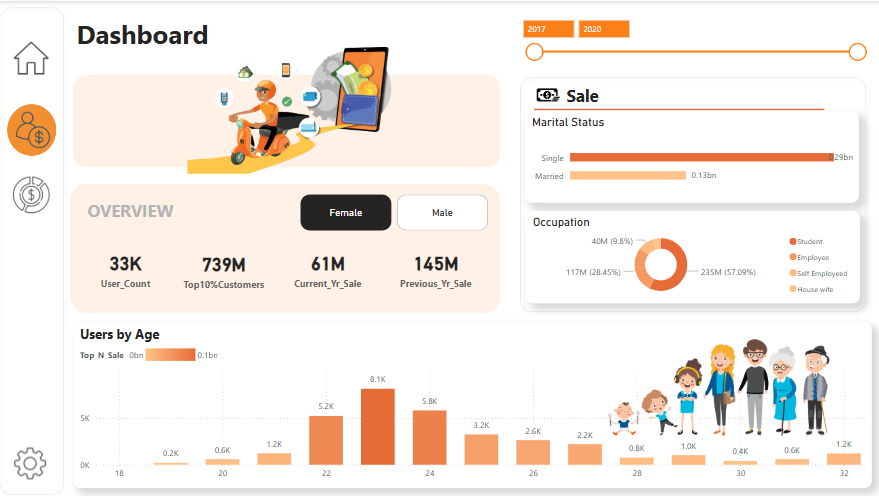 Dashboard
2017 2020
Sale
Marital Status
Single 0.29bn
Married 0.13bn
OVERVIEW
Female Male
33K 739M 61M 145M
User_Count Top10%Customers Current_Yr_Sale Previous_Yr_Sale
Occupation
40M (9.8%)
117M (28.45%)
235M (57.09%)
Student
Employee
Self Employeed
House wife
Users by Age
Top_N_Sale 0bn 0.1bn
5K
0K
0.2K 0.6K 1.2K 5.2K 8.1K 5.8K 3.2K 2.6K 2.2K 0.8K 1.0K 0.4K 0.6K 1.2K
18 20 22 24 26 28 30 32